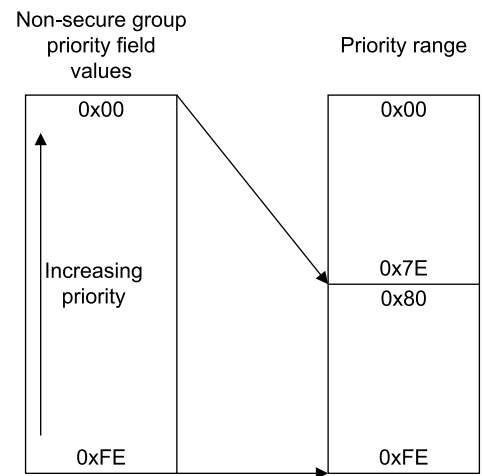 Non-secure group
priority field
values
Priority range
0x00
0x00
Increasing
priority
0x7E
0x80
0xFE
0xFE